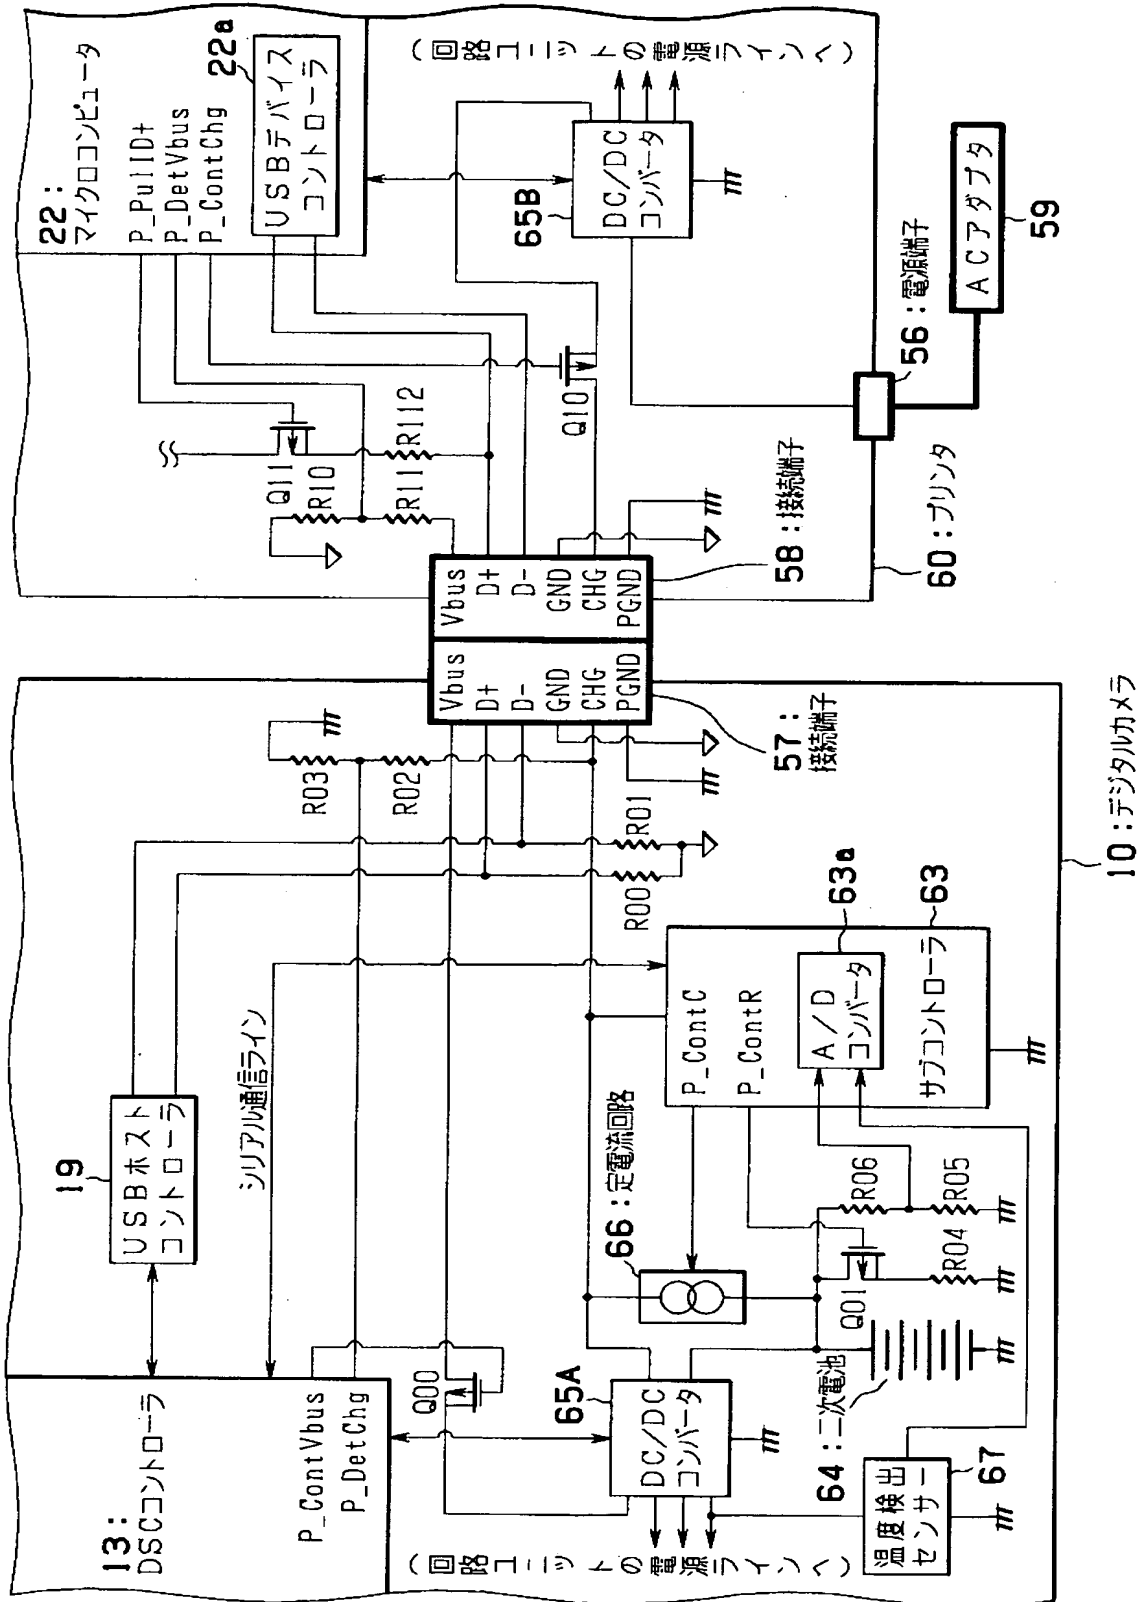 13:
DSCコントローラ
P_ContVbus
P_DetChg
19
USBホスト
コントローラ
シリアル通信ライン
R03
R02
R01
R00
Q00
65A
DC/DC
コンバータ
(回路ユニットの電源ラインへ)
66:定電流回路
P_ContC
P_ContR
A/D
コンバータ
63a
サブコントローラ
63
R06
R05
R04
Q01
64:二次電池
温度検出
センサー
67
10:デジタルカメラ
Vbus
D+
D-
GND
CHG
PGND
57:
接続端子
Vbus
D+
D-
GND
CHG
PGND
58:接続端子
22:
マイクロコンピュータ
P_PullD+
P_DetVbus
P_ContChg
22a
USBデバイス
コントローラ
Q11
R10
R11
R112
Q10
65B
DC/DC
コンバータ
(回路ユニットの電源ラインへ)
56:電源端子
ACアダプタ
59
60:プリンタ